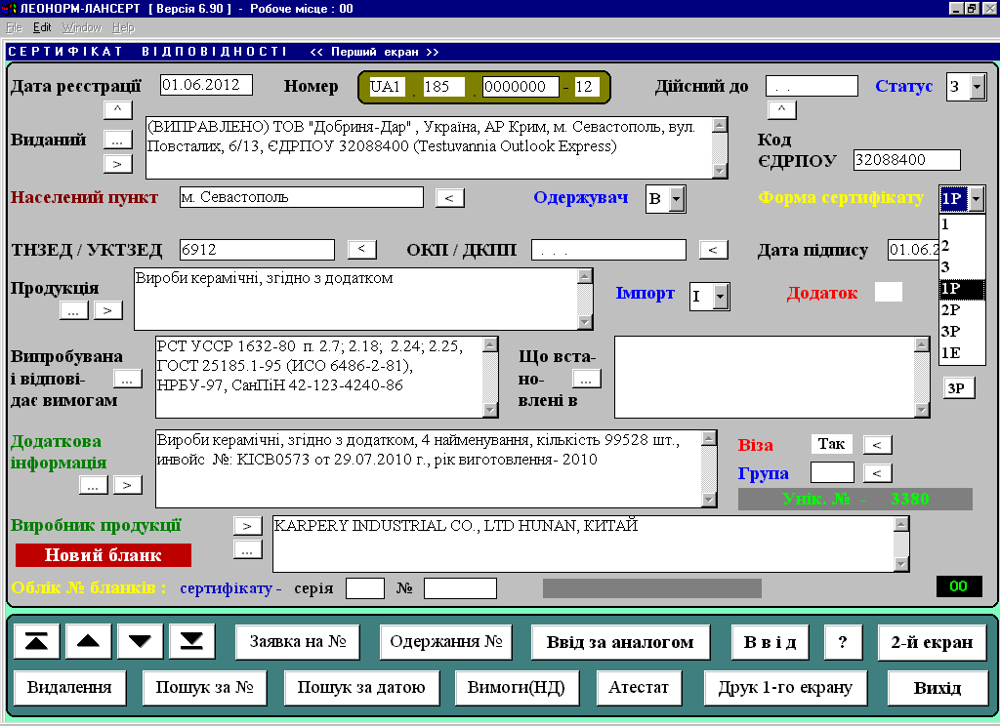 ЛЕОНОРМ-ЛАНСЕРТ [ Версія 6.90 ] - Робоче місце : 00
File Edit Window Help
СЕРТИФІКАТ ВІДПОВІДНОСТІ << Перший екран >>
Дата реєстрації 01.06.2012 Номер UA1 . 185 . 0000000 - 12 Дійсний до . . Статус З
^ ^
Виданий ... (ВИПРАВЛЕНО) ТОВ "Добриня-Дар" , Україна, АР Крим, м. Севастополь, вул.
Повсталих, 6/13, ЄДРПОУ 32088400 (Testuvannia Outlook Express)
>
Код
ЄДРПОУ 32088400
Населений пункт м. Севастополь < Одержувач В Форма сертифікату 1Р
1
2
3
1Р
2Р
3Р
1Е
ТНЗЕД / УКТЗЕД 6912 < ОКП / ДКПП . . . < Дата підпису 01.06.2
Продукція Вироби керамічні, згідно з додатком Імпорт І Додаток
... >
Випробувана
і відпові- ...
дає вимогам
РСТ УССР 1632-80 п. 2.7; 2.18; 2.24; 2.25,
ГОСТ 25185.1-95 (ИСО 6486-2-81),
НРБУ-97, СанПіН 42-123-4240-86
Що вста-
но- ...
влені в
3Р
Додаткова
інформація
... >
Вироби керамічні, згідно з додатком, 4 найменування, кількість 99528 шт.,
инвойс №: KICB0573 от 29.07.2010 г., рік виготовлення- 2010
Віза Так <
Група <
Унік. № - 3380
Виробник продукції > KARPERY INDUSTRIAL CO., LTD HUNAN, КИТАЙ
...
Новий бланк
Облік № бланків : сертифікату - серія № 00
Заявка на № Одержання № Ввід за аналогом Ввід ? 2-й екран
Видалення Пошук за № Пошук за датою Вимоги(НД) Атестат Друк 1-го екрану Вихід